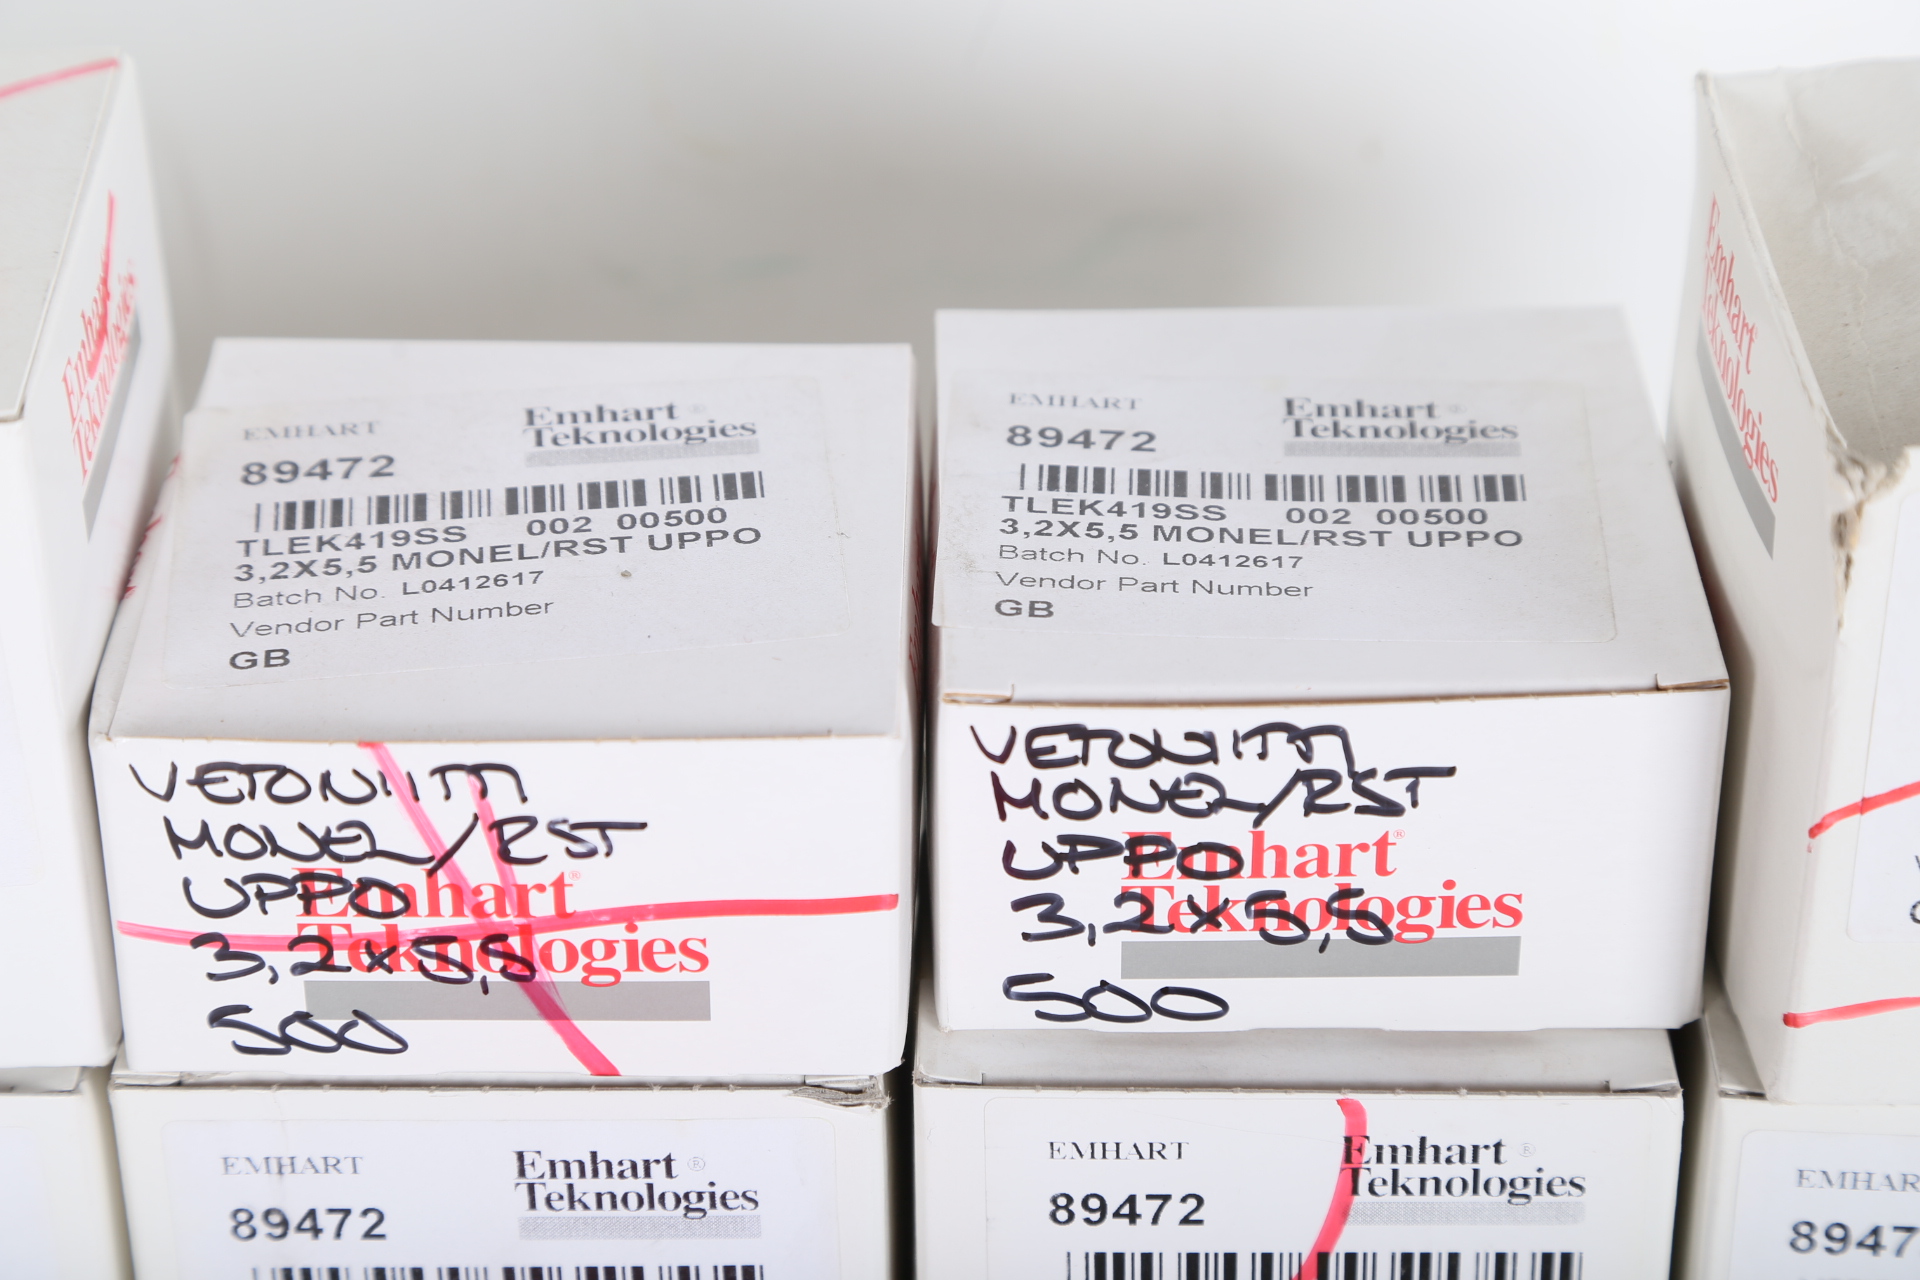 Emhart
Teknologies
EMHART
Emhart ®
Teknologies
89472
TLEK419SS 002 00500
3,2X5,5 MONEL/RST UPPO
Batch No. L0412617
Vendor Part Number
GB
VETONIITTI
MONEL/RST
UPPO
3,2x5,5
500
Emhart®
Teknologies
EMHART
Emhart ®
Teknologies
89472
TLEK419SS 002 00500
3,2X5,5 MONEL/RST UPPO
Batch No. L0412617
Vendor Part Number
GB
VETONIITTI
MONEL/RST
UPPO
3,2x5,5
500
Emhart®
Teknologies
Emhart
Teknologies
EMHART
Emhart ®
Teknologies
89472
EMHART
Emhart ®
Teknologies
89472
EMHAR
8947